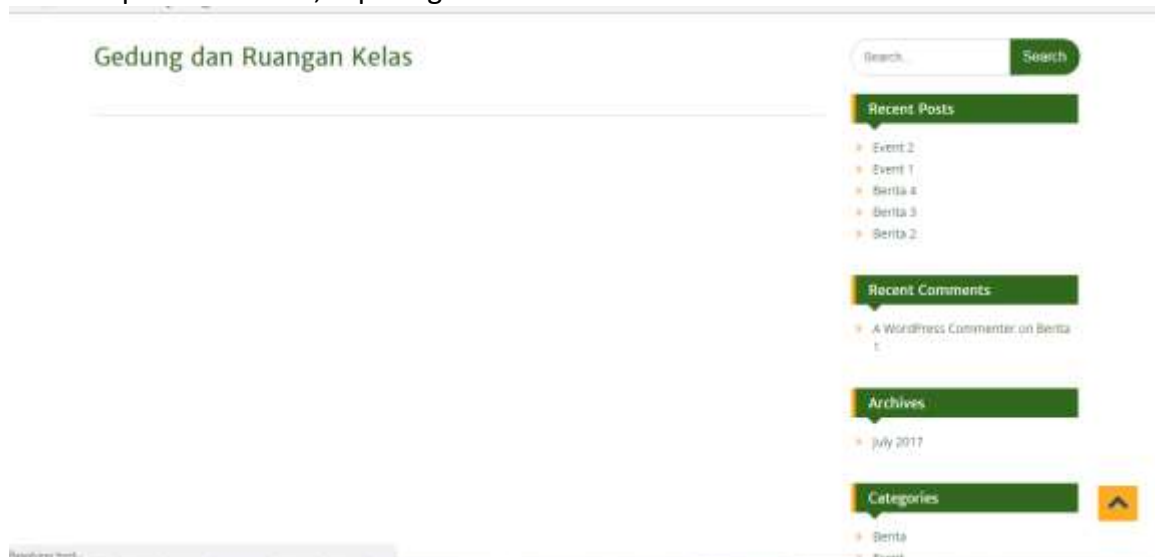 Gedung dan Ruangan Kelas
Search
Search
Recent Posts
Event 2
Event 1
Berita 4
Berita 3
Berita 2
Recent Comments
A WordPress Commenter on Berita
1
Archives
July 2017
Categories
Berita